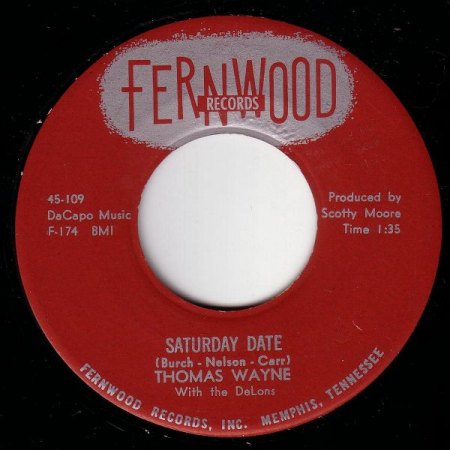 FERNWOOD
RECORDS
45-109
DaCapo Music
F-174 BMI
Produced by
Scotty Moore
Time 1:35
SATURDAY DATE
(Burch - Nelson - Carr)
THOMAS WAYNE
With the DeLons
FERNWOOD RECORDS, INC. MEMPHIS, TENNESSEE